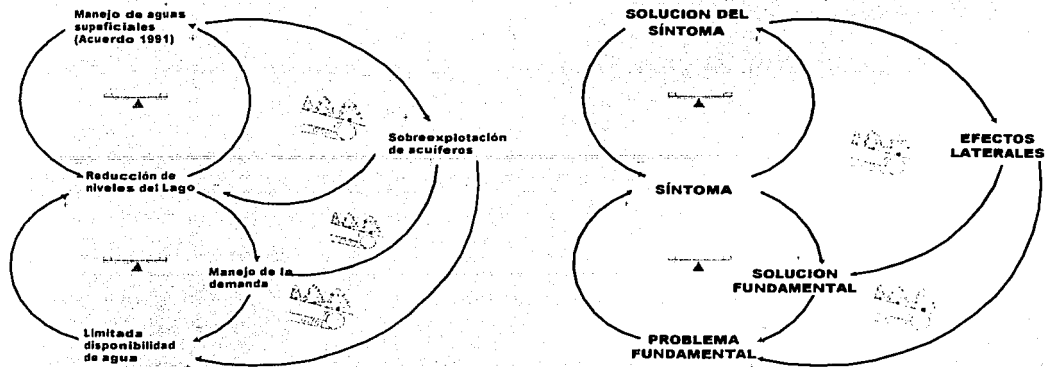 Manejo de aguas
supeficiales
(Acuerdo 1991)
Sobreexplotación
de acuíferos
Reducción de
niveles del Lago
Manejo de la
demanda
Limitada
disponibilidad
de agua
SOLUCION DEL
SÍNTOMA
EFECTOS
LATERALES
SÍNTOMA
SOLUCION
FUNDAMENTAL
PROBLEMA
FUNDAMENTAL